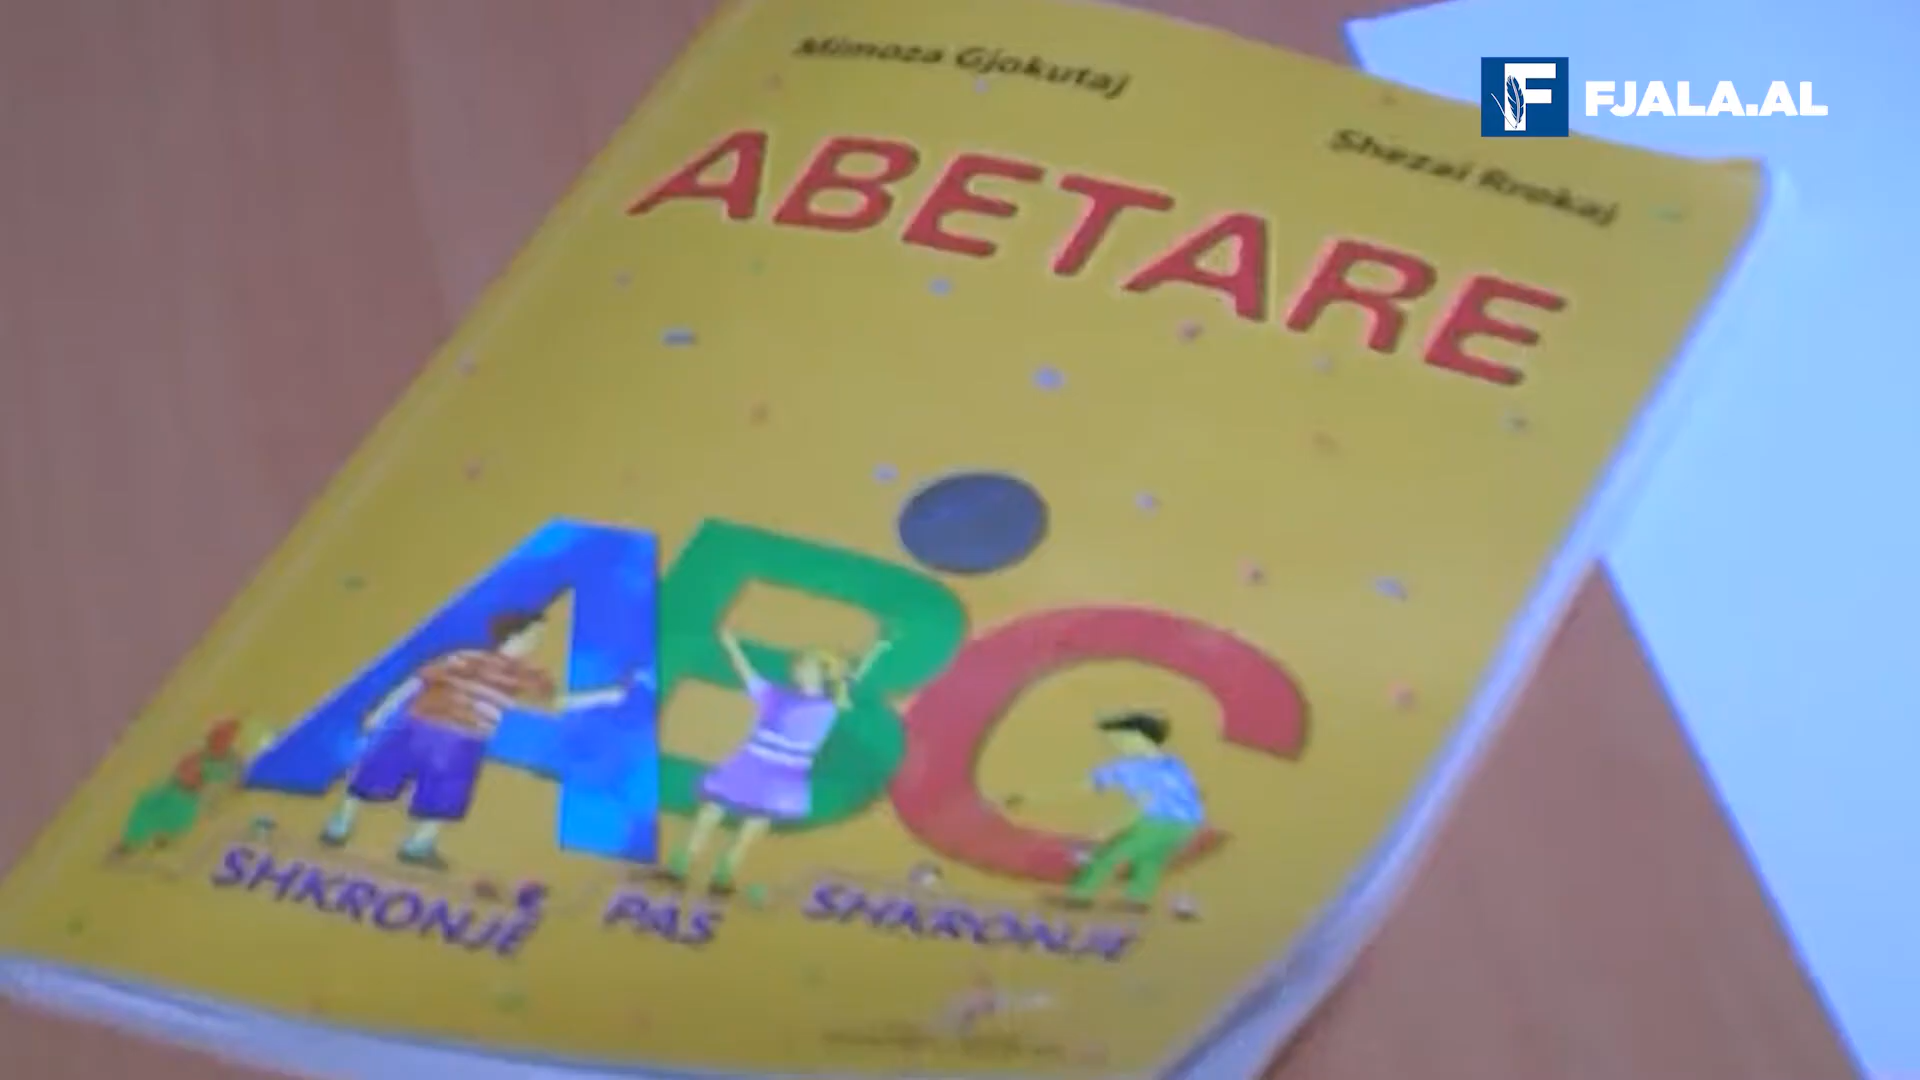 Mimoza Gjokutaj
Shezai Rrokaj
ABETARE
ABC
SHKRONJË PAS SHKRONJE
F FJALA.AL